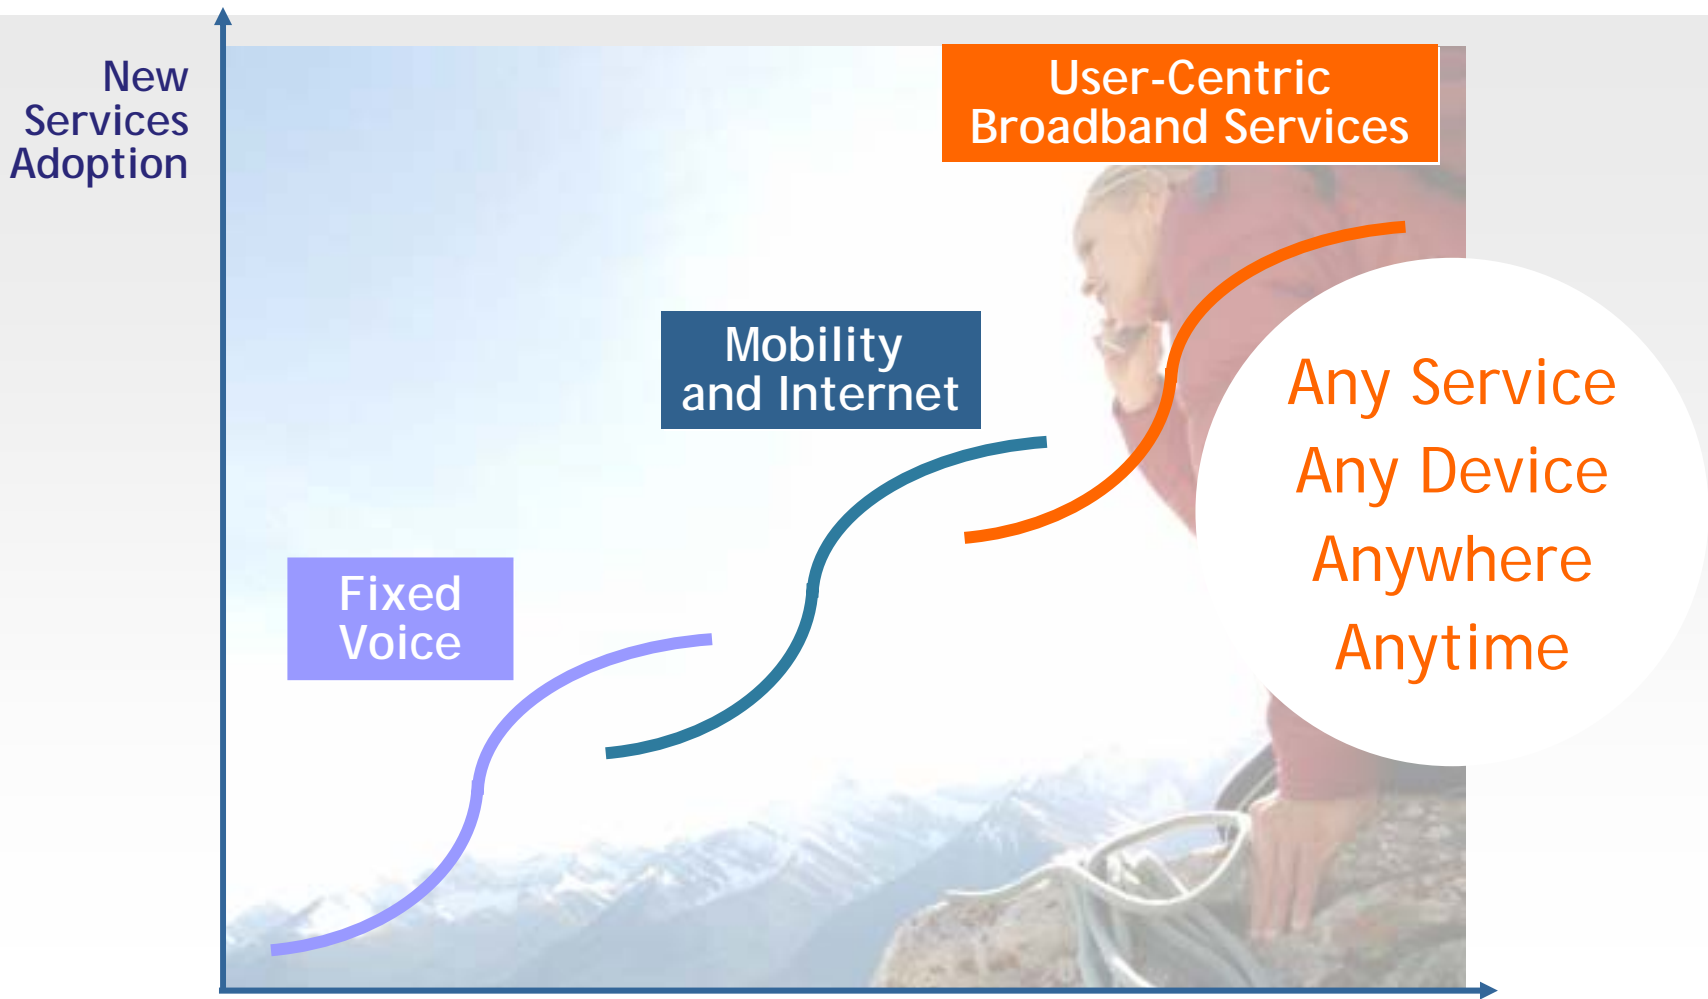 New
Services
Adoption
User-Centric
Broadband Services
Mobility
and Internet
Fixed
Voice
Any Service
Any Device
Anywhere
Anytime